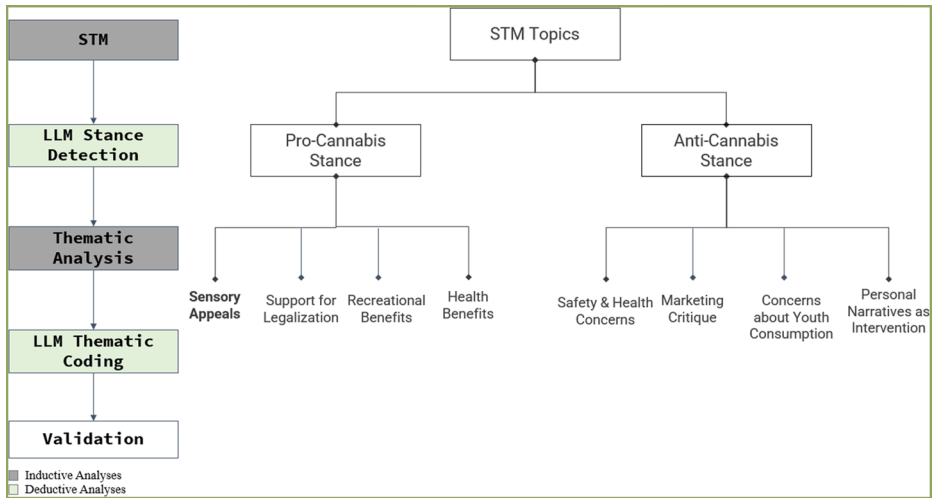 STM
LLM Stance
Detection
Thematic
Analysis
LLM Thematic
Coding
Validation
Inductive Analyses
Deductive Analyses
STM Topics
Pro-Cannabis
Stance
Anti-Cannabis
Stance
Sensory
Appeals
Support for
Legalization
Recreational
Benefits
Health
Benefits
Safety & Health
Concerns
Marketing
Critique
Concerns
about Youth
Consumption
Personal
Narratives as
Intervention